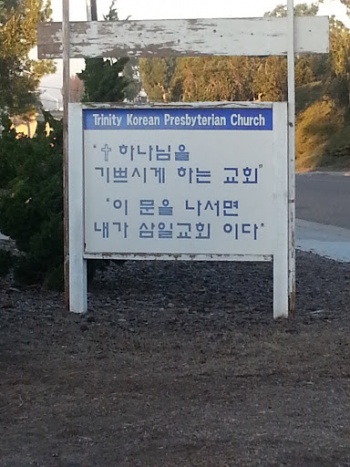 Trinity Korean Presbyterian Church
"✝ 하나님을
기쁘시게 하는 교회"
"이 문을 나서면
내가 삼일교회 이다"